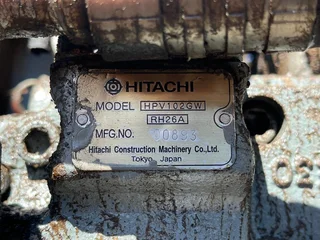 HITACHI
MODEL HPV102GW
RH26A
MFG.NO.
Hitachi Construction Machinery Co.,Ltd.
Tokyo, Japan